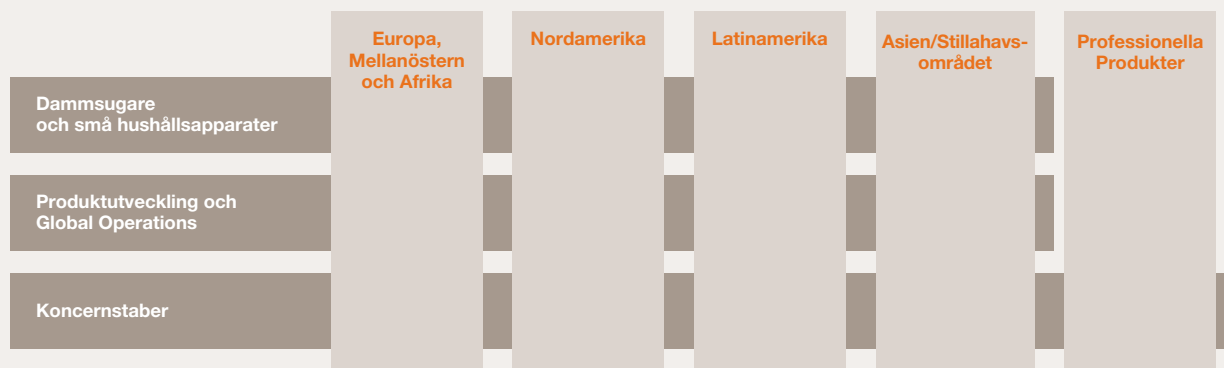 Europa,
Mellanöstern
och Afrika
Nordamerika
Latinamerika
Asien/Stillahavs-
området
Professionella
Produkter
Dammsugare
och små hushållsapparater
Produktutveckling och
Global Operations
Koncernstaber